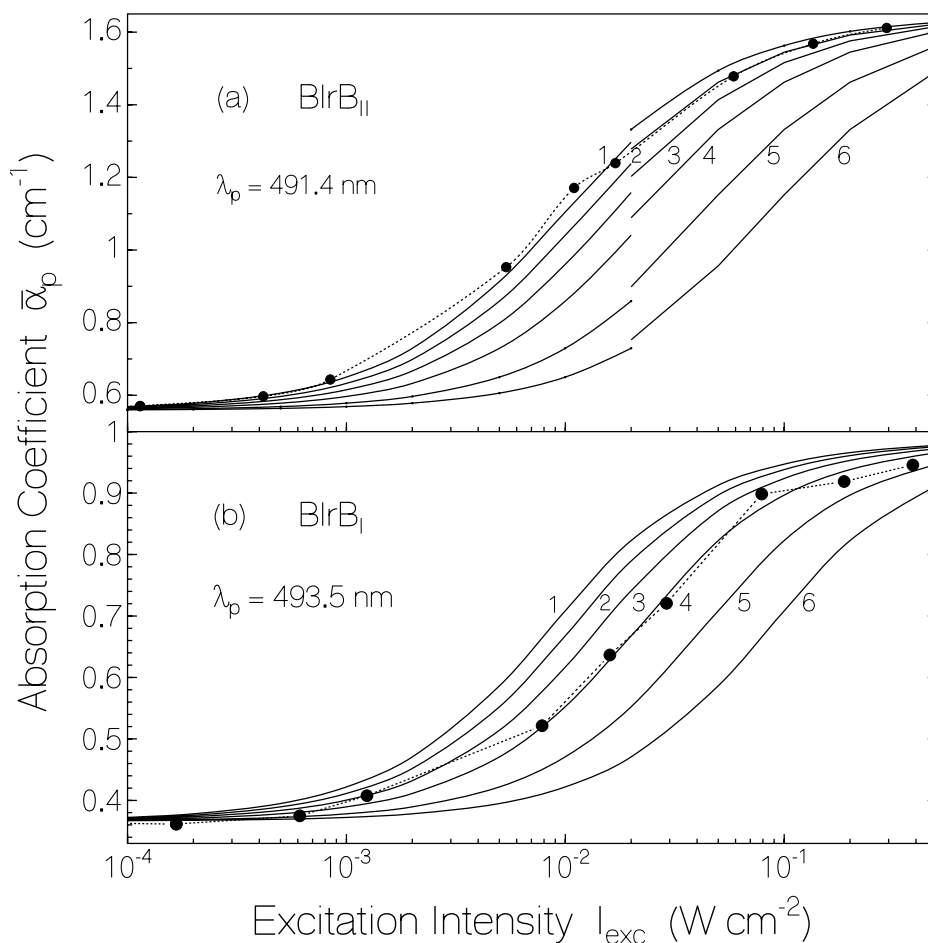 Absorption Coefficient ᾱₚ (cm⁻¹)
1.6
1.4
1.2
1
0.8
0.6
(a) BlrB_II
λₚ = 491.4 nm
1 2 3 4 5 6
1
0.9
0.8
0.7
0.6
0.5
0.4
(b) BlrB_I
λₚ = 493.5 nm
1 2 3 4 5 6
10⁻⁴ 10⁻³ 10⁻² 10⁻¹
Excitation Intensity I_exc (W cm⁻²)